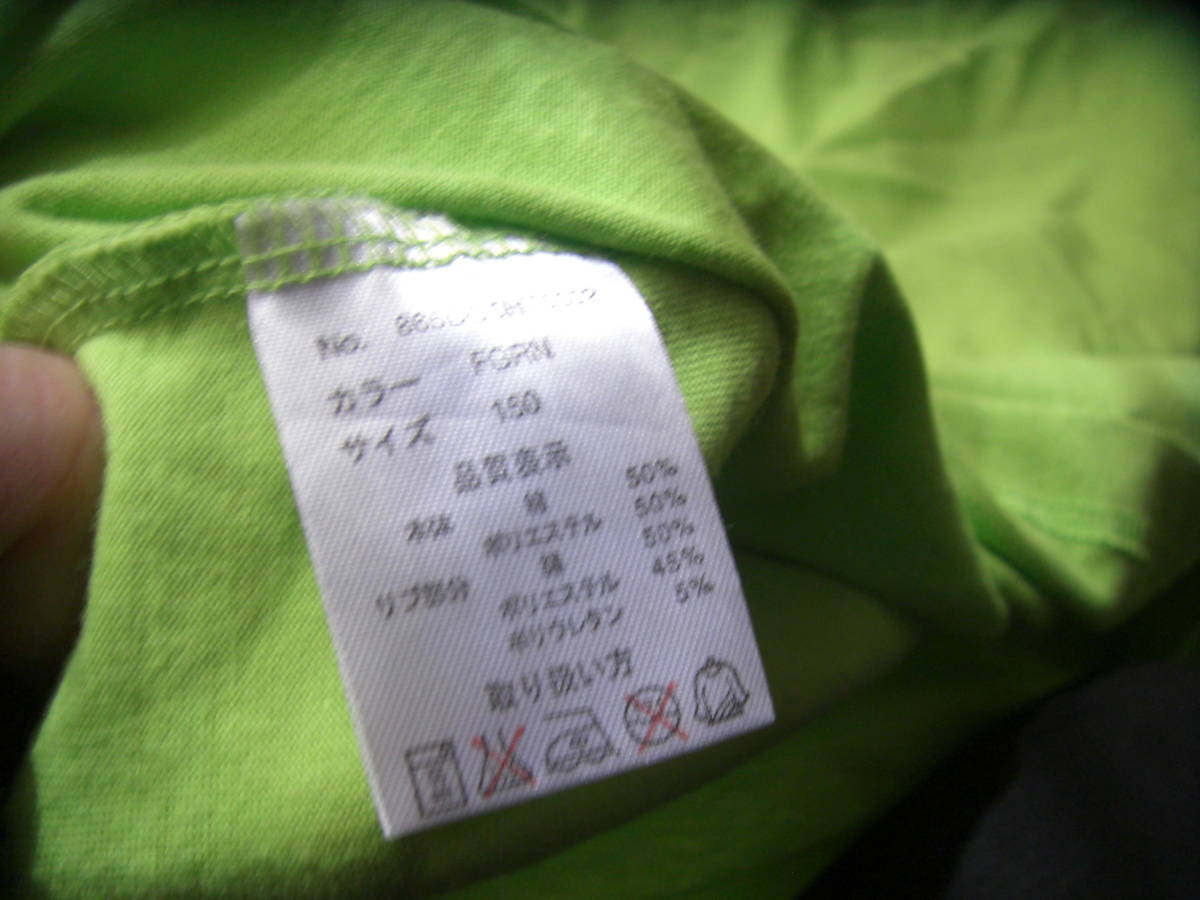 No.
カラー FGRN
サイズ 150
品質表示
本体 綿 50%
ポリエステル 50%
リブ部分 綿 50%
ポリエステル 45%
ポリウレタン 5%
取り扱い方